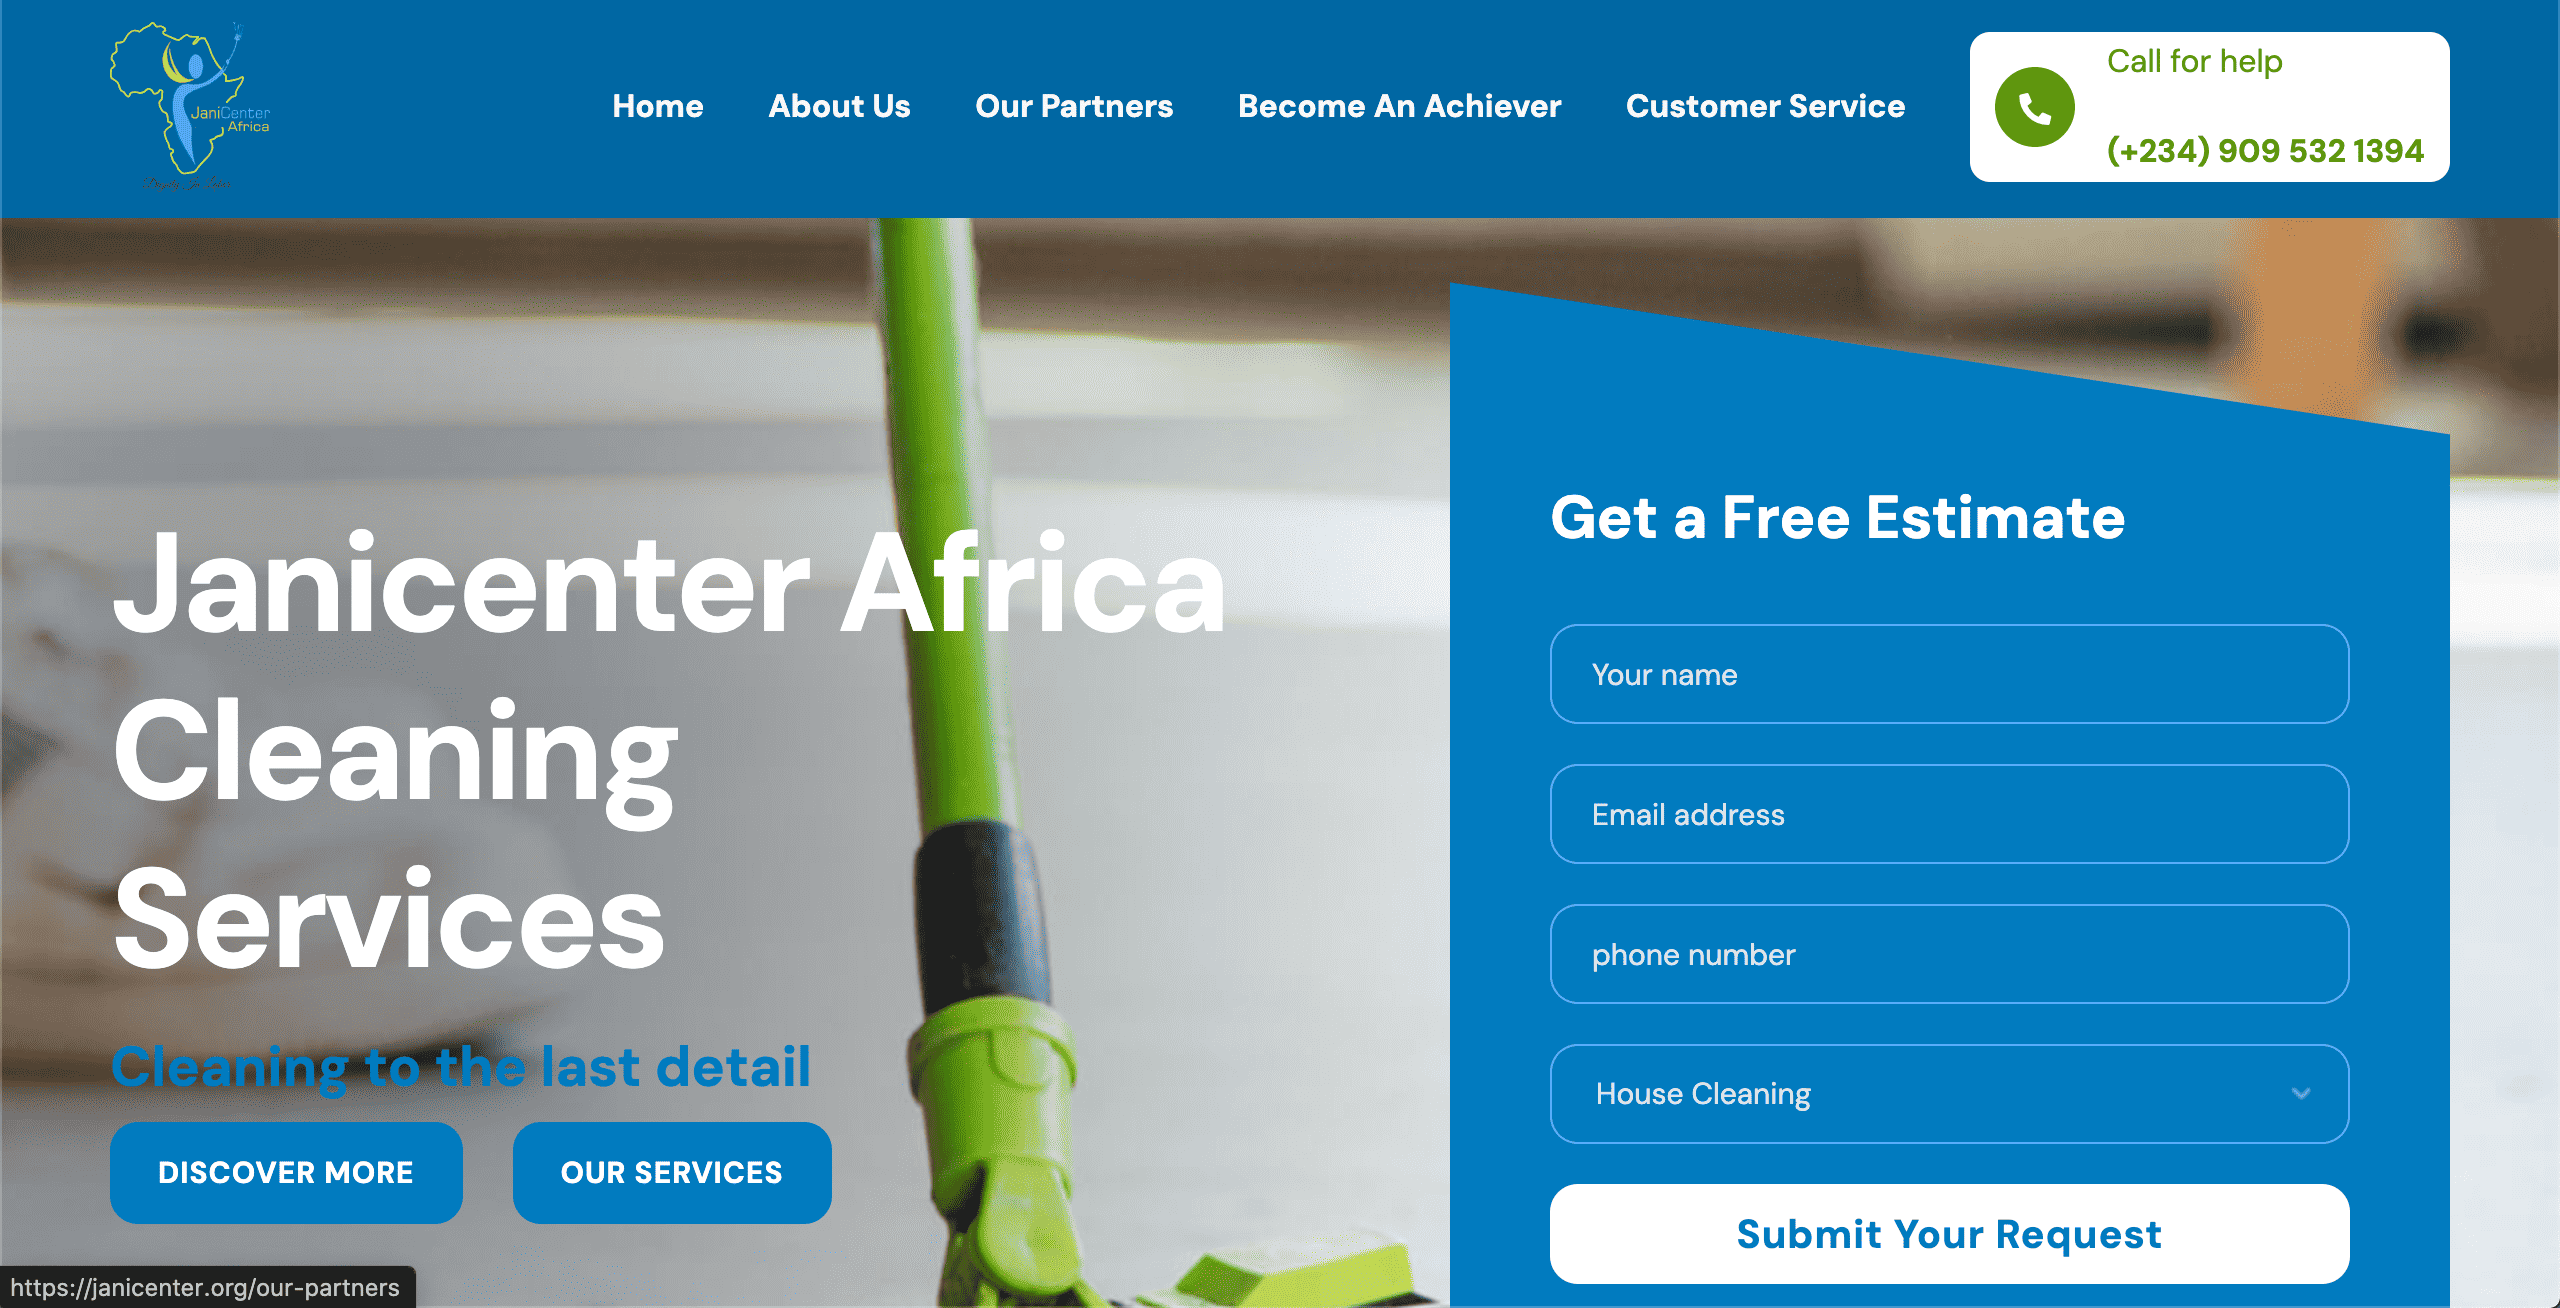 JaniCenter
Africa
Home
About Us
Our Partners
Become An Achiever
Customer Service
Call for help
(+234) 909 532 1394
Janicenter Africa
Cleaning
Services
Cleaning to the last detail
DISCOVER MORE
OUR SERVICES
Get a Free Estimate
Your name
Email address
phone number
House Cleaning
Submit Your Request
https://janicenter.org/our-partners